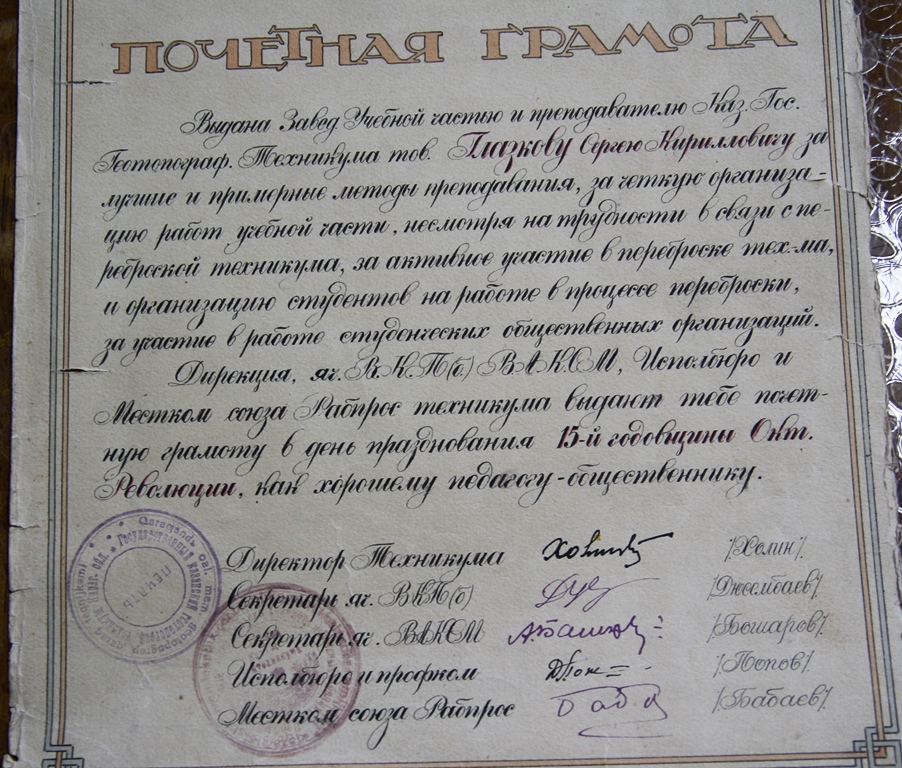 ПОЧЕТНАЯ ГРАМОТА
Выдана Завед Учебной частью и преподавателю Каз. Гос.
Геотопограф. Техникума тов. Глазкову Сергею Кирилловичу за
лучшие и примерные методы преподавания, за четкую организа-
цию работ учебной части, несмотря на трудности в связи с пе-
реброской техникума, за активное участие в переброске тех-ма,
и организацию студентов на работе в процессе переброски,
за участие в работе студенческих общественных организаций.
Дирекция, яч. В.К.П(б) ВЛКСМ, Исполбюро и
Местком союза Рабпрос техникума выдают тебе почет-
ную грамоту в день празднования 15-й годовщины Окт.
Революции, как хорошему педагогу-общественнику.
Директор Техникума /Холин/.
Секретарь яч. ВКП(б)
Секретарь яч. ВЛКСМ /Бошаров/.
Исполбюро и профком /Попов/.
Местком союза Рабпрос /Бабаев/.
ПЕЧАТЬ